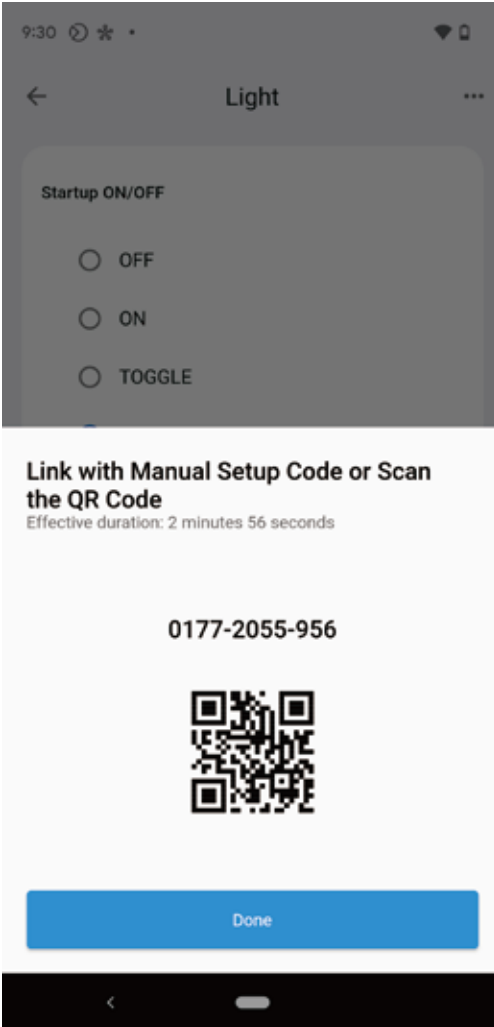 9:30
Light
Startup ON/OFF
OFF
ON
TOGGLE
Link with Manual Setup Code or Scan
the QR Code
Effective duration: 2 minutes 56 seconds
0177-2055-956
Done